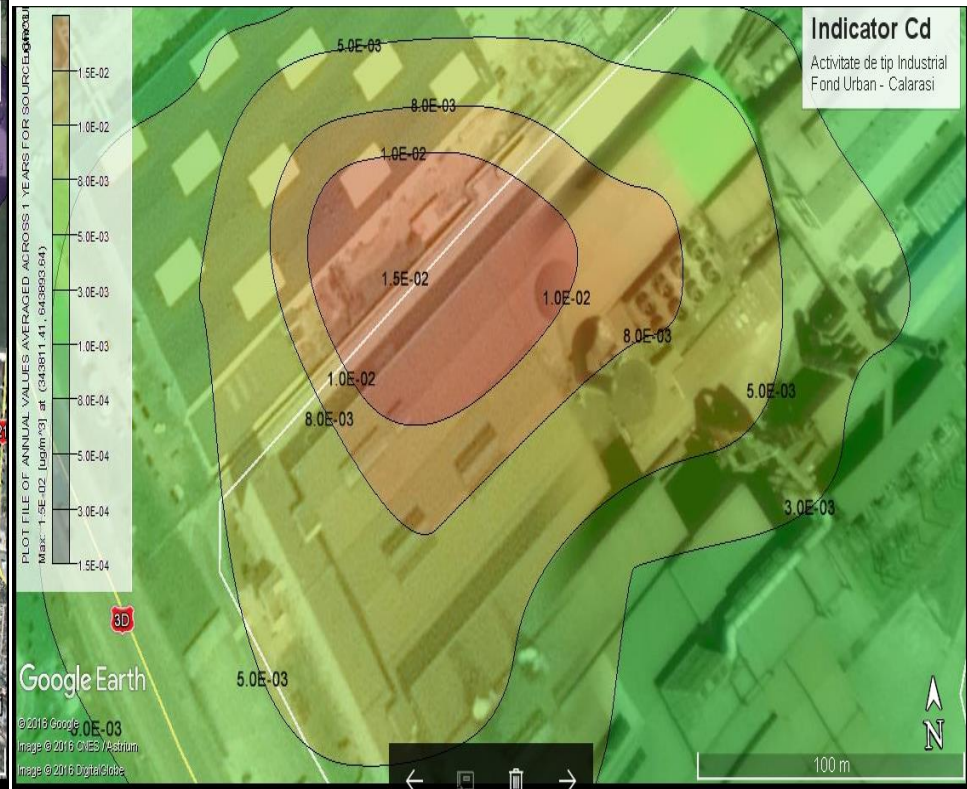 Indicator Cd
Activitate de tip Industrial
Fond Urban - Calarasi
PLOT FILE OF ANNUAL VALUES AVERAGED ACROSS 1 YEARS FOR SOURCE
Max: 1.5E-02 [ug/m^3] at (343811.41, 643893.64)
1.5E-02
1.0E-02
8.0E-03
5.0E-03
3.0E-03
1.0E-03
8.0E-04
5.0E-04
3.0E-04
1.5E-04
5.0E-03
8.0E-03
1.0E-02
1.5E-02
1.0E-02
8.0E-03
1.0E-02
8.0E-03
5.0E-03
3.0E-03
5.0E-03
3D
Google Earth
© 2016 Google
Image © 2016 CNES / Astrium
Image © 2016 DigitalGlobe
N
100 m